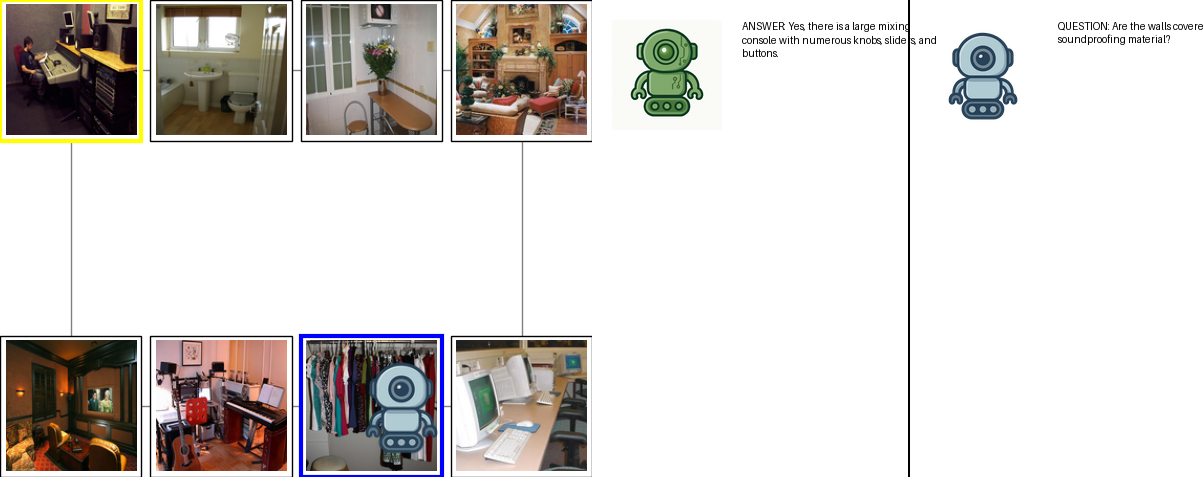 ANSWER: Yes, there is a large mixing
console with numerous knobs, sliders, and
buttons.
QUESTION: Are the walls covere
soundproofing material?